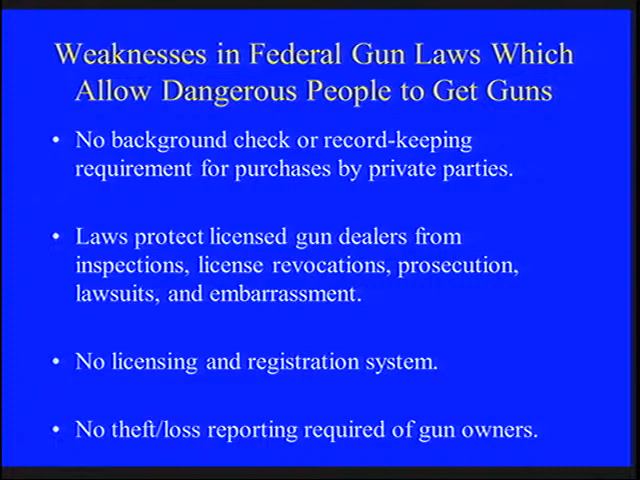 Weaknesses in Federal Gun Laws Which
Allow Dangerous People to Get Guns
• No background check or record-keeping
requirement for purchases by private parties.
• Laws protect licensed gun dealers from
inspections, license revocations, prosecution,
lawsuits, and embarrassment.
• No licensing and registration system.
• No theft/loss reporting required of gun owners.